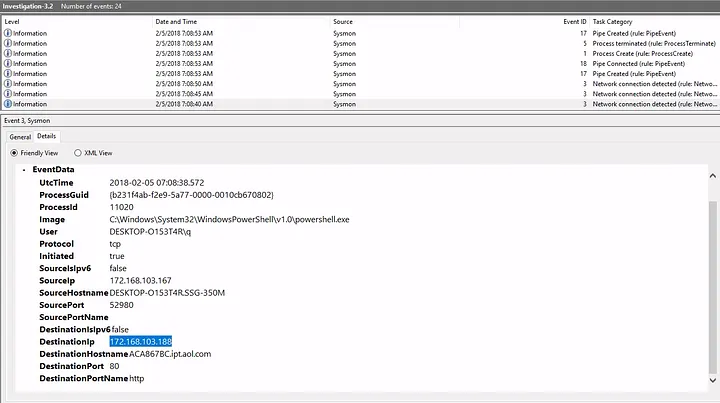 Investigation-3.2 Number of events: 24
Level Date and Time Source Event ID Task Category
Information 2/5/2018 7:08:53 AM Sysmon 17 Pipe Created (rule: PipeEvent)
Information 2/5/2018 7:08:53 AM Sysmon 5 Process terminated (rule: ProcessTerminate)
Information 2/5/2018 7:08:53 AM Sysmon 1 Process Create (rule: ProcessCreate)
Information 2/5/2018 7:08:53 AM Sysmon 18 Pipe Connected (rule: PipeEvent)
Information 2/5/2018 7:08:53 AM Sysmon 17 Pipe Created (rule: PipeEvent)
Information 2/5/2018 7:08:50 AM Sysmon 3 Network connection detected (rule: Netwo...
Information 2/5/2018 7:08:45 AM Sysmon 3 Network connection detected (rule: Netwo...
Information 2/5/2018 7:08:40 AM Sysmon 3 Network connection detected (rule: Netwo...
Event 3, Sysmon
General Details
Friendly View XML View
- EventData
UtcTime 2018-02-05 07:08:38.572
ProcessGuid {b231f4ab-f2e9-5a77-0000-0010cb670802}
ProcessId 11020
Image C:\Windows\System32\WindowsPowerShell\v1.0\powershell.exe
User DESKTOP-O153T4R\q
Protocol tcp
Initiated true
SourceIsIpv6 false
SourceIp 172.168.103.167
SourceHostname DESKTOP-O153T4R.SSG-350M
SourcePort 52980
SourcePortName
DestinationIsIpv6 false
DestinationIp 172.168.103.188
DestinationHostname ACA867BC.ipt.aol.com
DestinationPort 80
DestinationPortName http